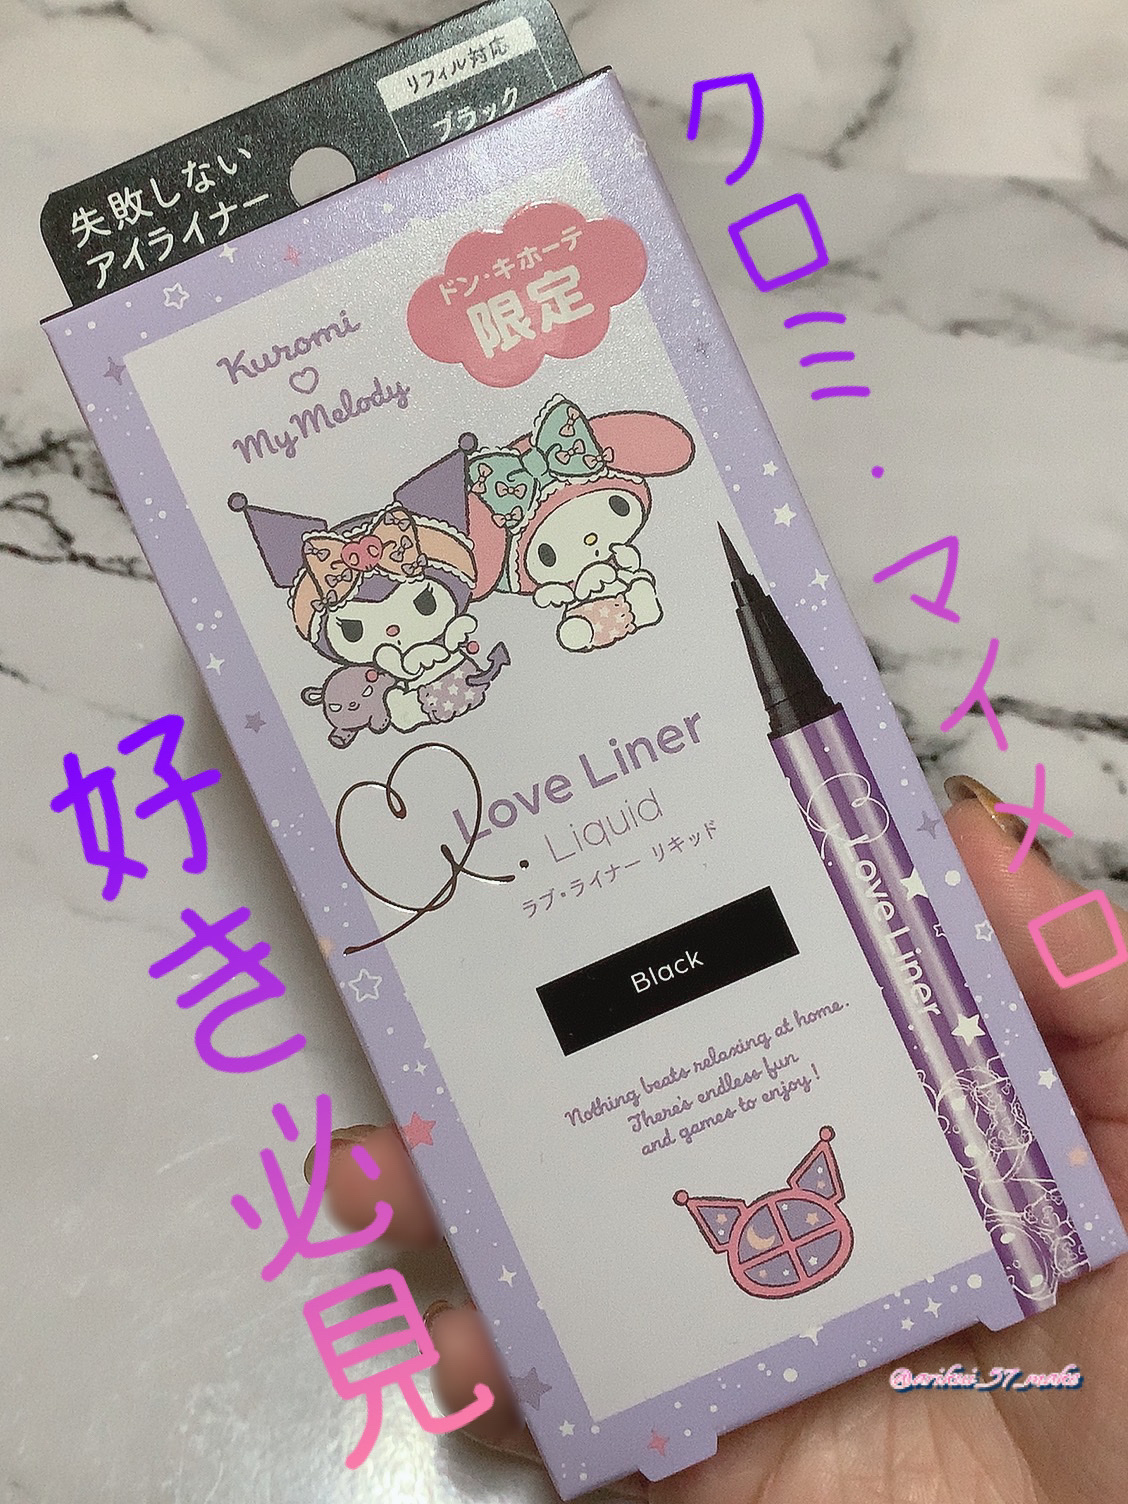 リフィル対応
ブラック
失敗しない
アイライナー
ドン・キホーテ
限定
Kuromi
♡
My Melody
Love Liner
Liquid
ラブ・ライナー リキッド
Black
Nothing beats relaxing at home.
There's endless fun
and games to enjoy!
Love Liner
クロミ・マイメロ
好き必見